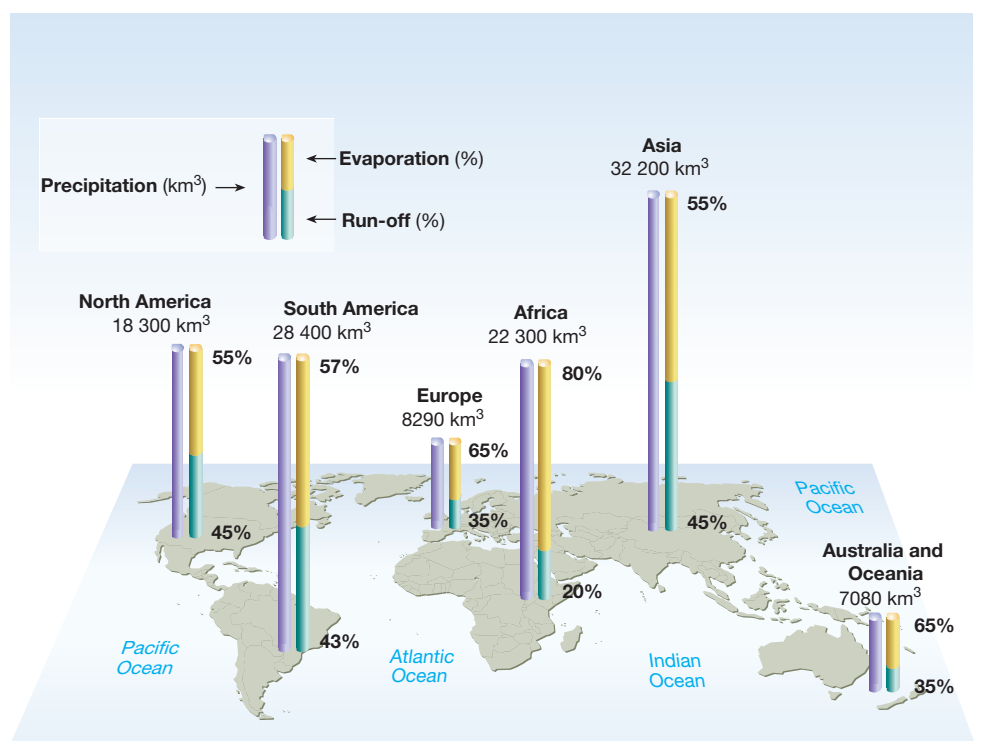 Precipitation (km³)
Evaporation (%)
Run-off (%)
North America
18 300 km³
55%
45%
South America
28 400 km³
57%
43%
Europe
8290 km³
65%
35%
Africa
22 300 km³
80%
20%
Asia
32 200 km³
55%
45%
Australia and
Oceania
7080 km³
65%
35%
Pacific
Ocean
Pacific
Ocean
Atlantic
Ocean
Indian
Ocean